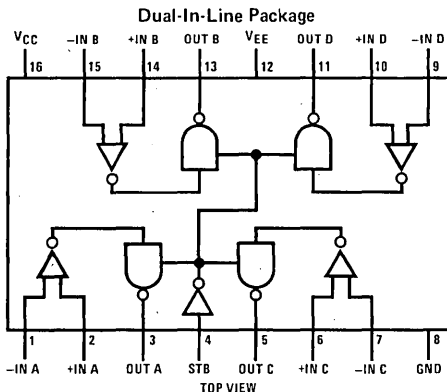 Dual-In-Line Package
VCC −IN B +IN B OUT B VEE OUT D +IN D −IN D
16 15 14 13 12 11 10 9
1 2 3 4 5 6 7 8
−IN A +IN A OUT A STB OUT C +IN C −IN C GND
TOP VIEW